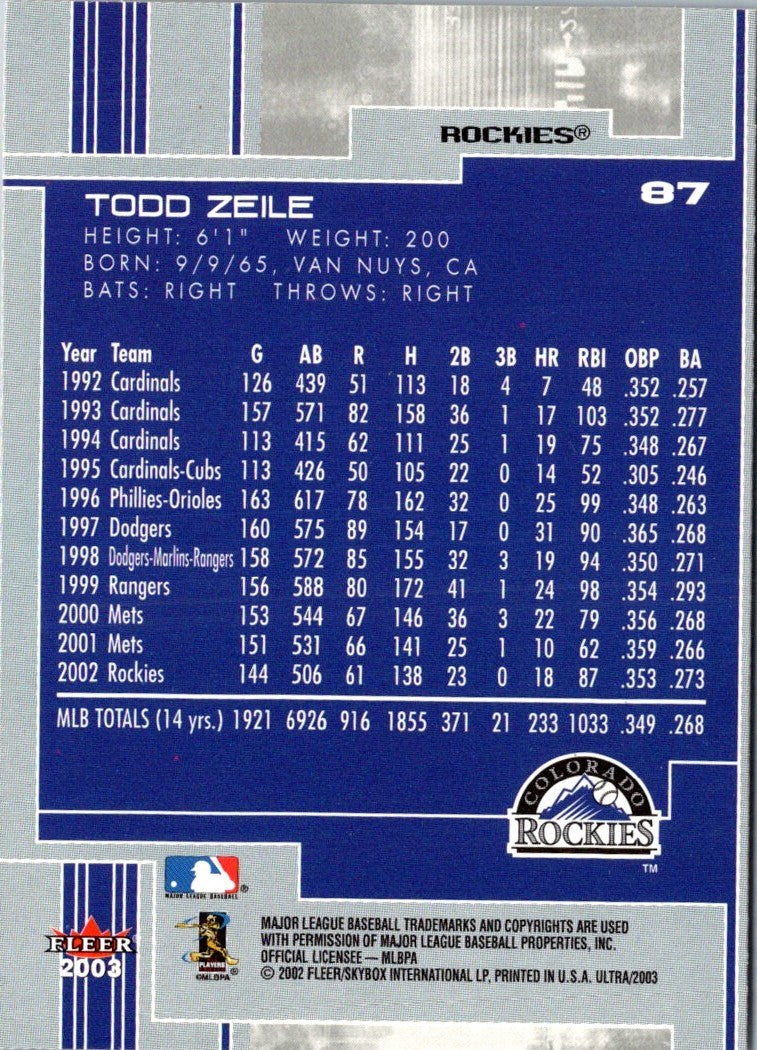 ROCKIES®
87
TODD ZEILE
HEIGHT: 6'1" WEIGHT: 200
BORN: 9/9/65, VAN NUYS, CA
BATS: RIGHT THROWS: RIGHT
Year Team G AB R H 2B 3B HR RBI OBP BA
1992 Cardinals 126 439 51 113 18 4 7 48 .352 .257
1993 Cardinals 157 571 82 158 36 1 17 103 .352 .277
1994 Cardinals 113 415 62 111 25 1 19 75 .348 .267
1995 Cardinals-Cubs 113 426 50 105 22 0 14 52 .305 .246
1996 Phillies-Orioles 163 617 78 162 32 0 25 99 .348 .263
1997 Dodgers 160 575 89 154 17 0 31 90 .365 .268
1998 Dodgers-Marlins-Rangers 158 572 85 155 32 3 19 94 .350 .271
1999 Rangers 156 588 80 172 41 1 24 98 .354 .293
2000 Mets 153 544 67 146 36 3 22 79 .356 .268
2001 Mets 151 531 66 141 25 1 10 62 .359 .266
2002 Rockies 144 506 61 138 23 0 18 87 .353 .273
MLB TOTALS (14 yrs.) 1921 6926 916 1855 371 21 233 1033 .349 .268
COLORADO
ROCKIES
TM
MAJOR LEAGUE BASEBALL ®
FLEER
2003
PLAYERS
©MLBPA ®
MAJOR LEAGUE BASEBALL TRADEMARKS AND COPYRIGHTS ARE USED
WITH PERMISSION OF MAJOR LEAGUE BASEBALL PROPERTIES, INC.
OFFICIAL LICENSEE — MLBPA
© 2002 FLEER/SKYBOX INTERNATIONAL LP, PRINTED IN U.S.A. ULTRA/2003